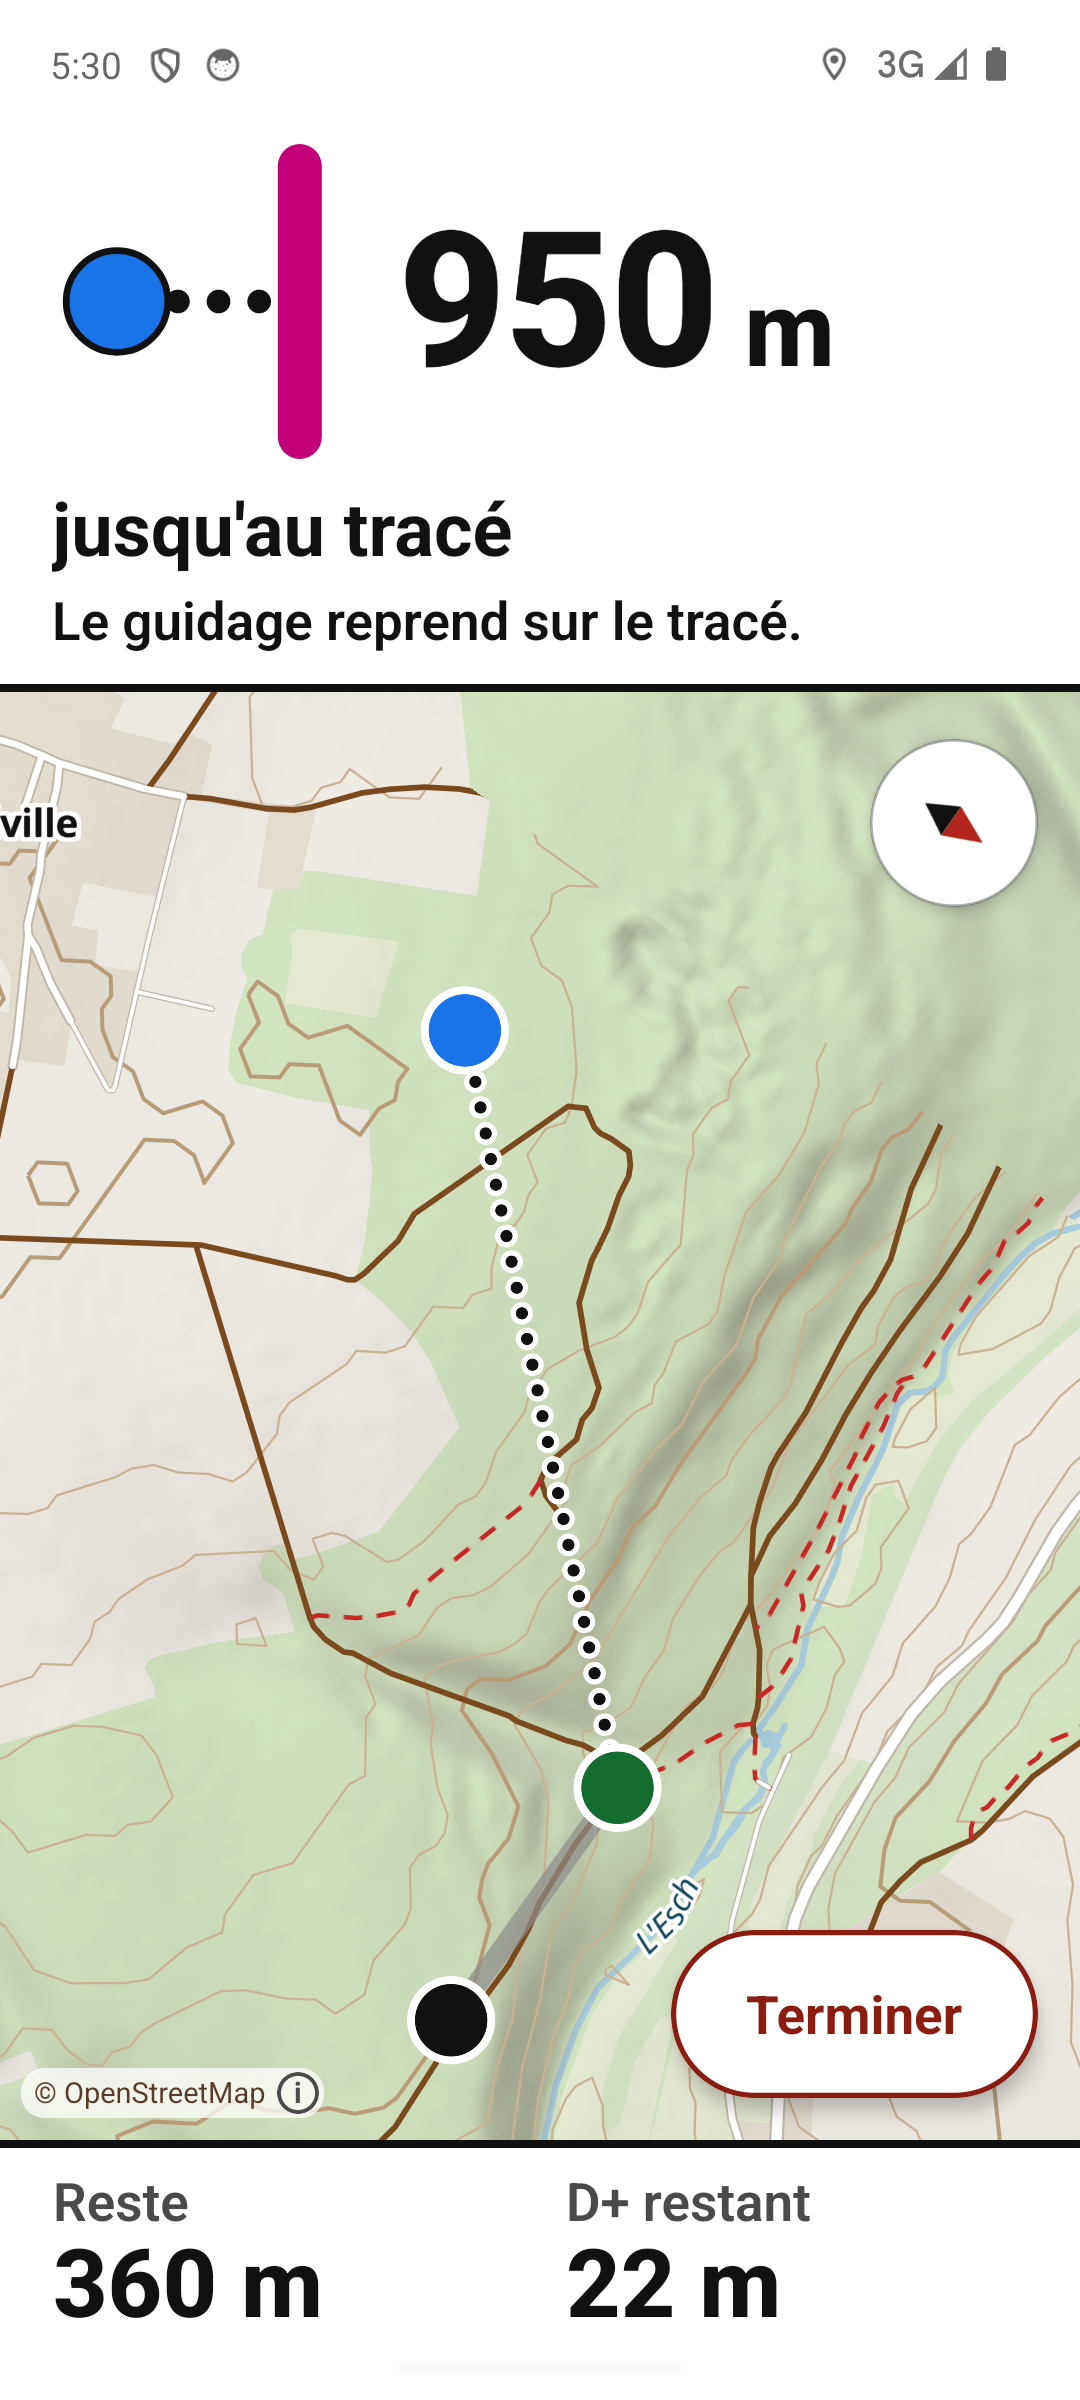 5:30
3G
950 m
jusqu'au tracé
Le guidage reprend sur le tracé.
ville
L'Esch
Terminer
© OpenStreetMap i
Reste
D+ restant
360 m
22 m